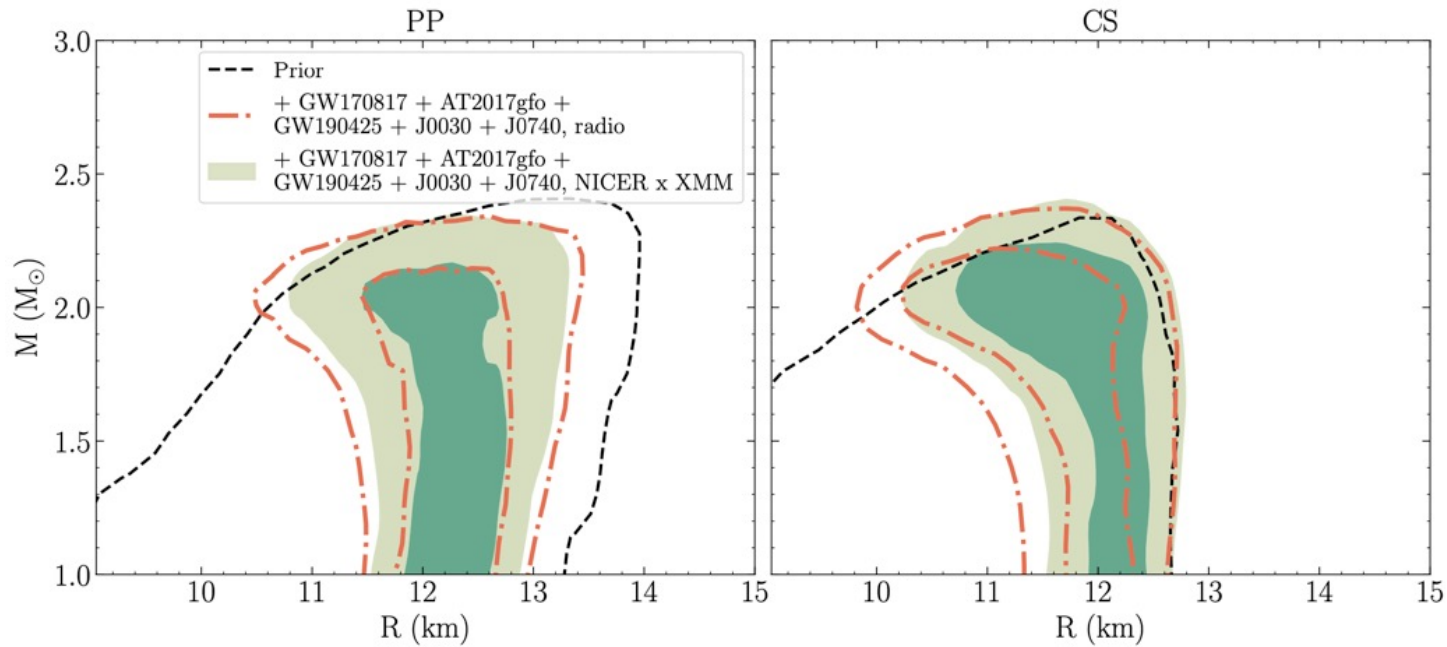 PP
CS
Prior
+ GW170817 + AT2017gfo +
GW190425 + J0030 + J0740, radio
+ GW170817 + AT2017gfo +
GW190425 + J0030 + J0740, NICER x XMM
3.0
2.5
2.0
1.5
1.0
M (M⊙)
10 11 12 13 14 15
10 11 12 13 14 15
R (km)
R (km)